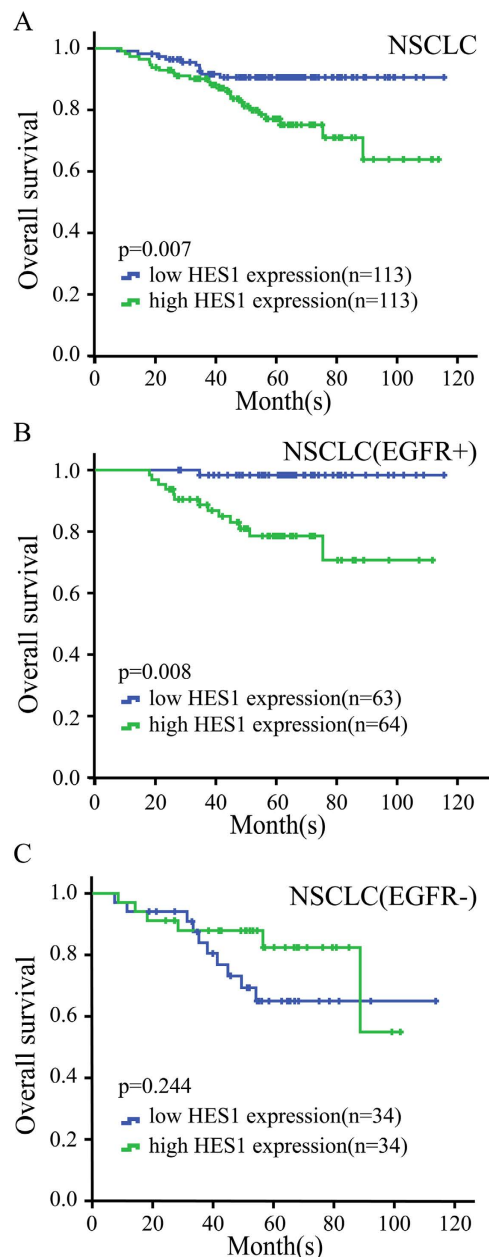 A
NSCLC
1.0
0.8
0.6
0.4
0.2
0.0
Overall survival
p=0.007
low HES1 expression(n=113)
high HES1 expression(n=113)
0 20 40 60 80 100 120
Month(s)
B
NSCLC(EGFR+)
1.0
0.8
0.6
0.4
0.2
0.0
Overall survival
p=0.008
low HES1 expression(n=63)
high HES1 expression(n=64)
0 20 40 60 80 100 120
Month(s)
C
NSCLC(EGFR-)
1.0
0.8
0.6
0.4
0.2
0.0
Overall survival
p=0.244
low HES1 expression(n=34)
high HES1 expression(n=34)
0 20 40 60 80 100 120
Month(s)